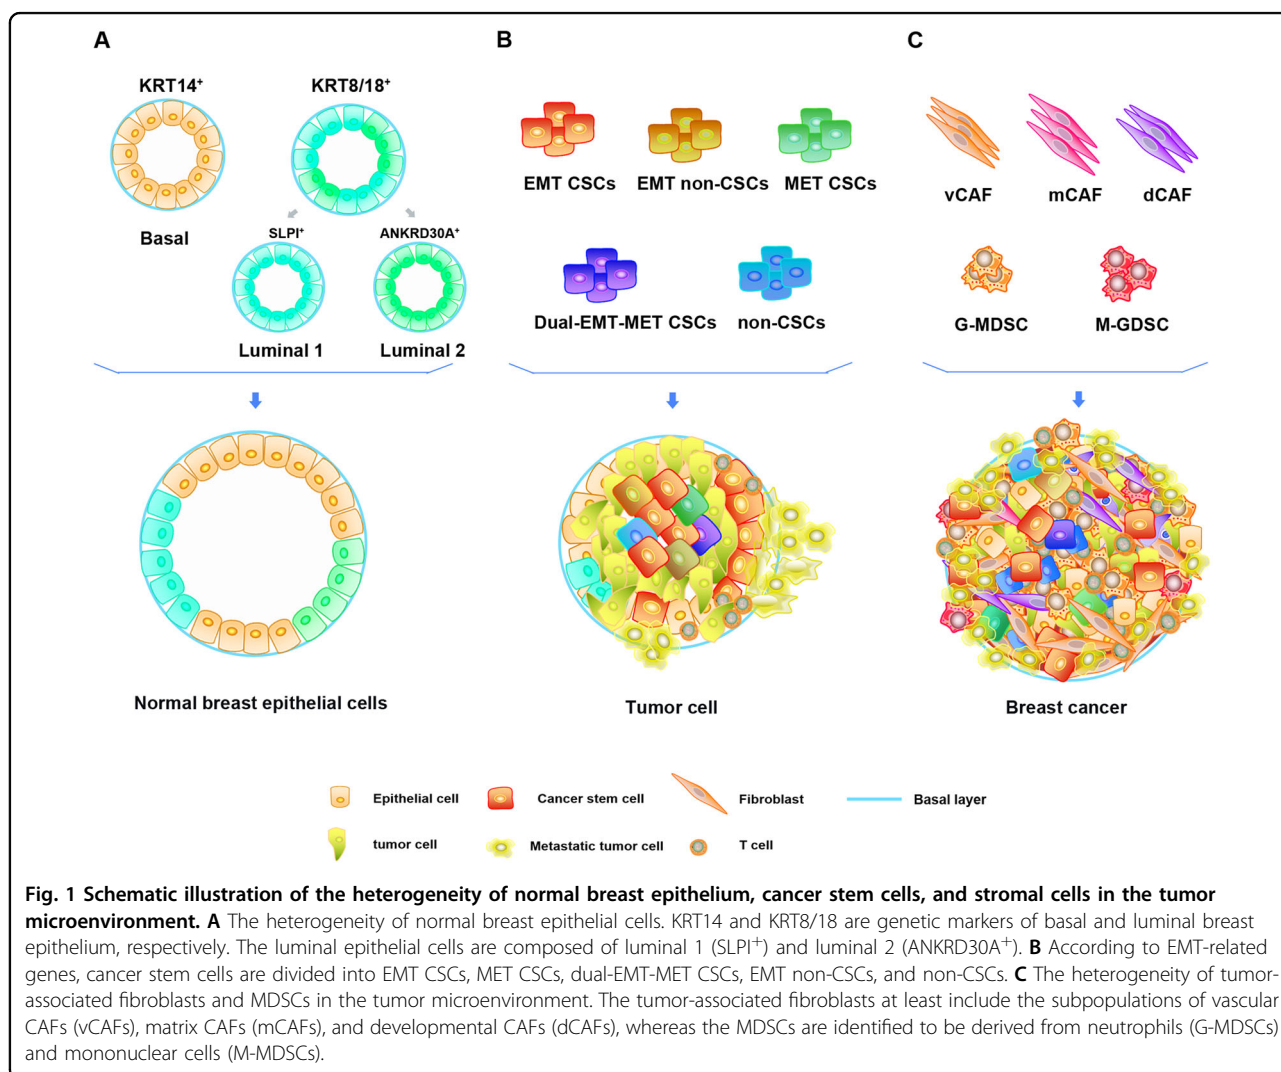 A
B
C
KRT14⁺
KRT8/18⁺
Basal
SLPI⁺
ANKRD30A⁺
Luminal 1
Luminal 2
EMT CSCs
EMT non-CSCs
MET CSCs
Dual-EMT-MET CSCs
non-CSCs
vCAF
mCAF
dCAF
G-MDSC
M-GDSC
Normal breast epithelial cells
Tumor cell
Breast cancer
Epithelial cell
Cancer stem cell
Fibroblast
Basal layer
tumor cell
Metastatic tumor cell
T cell
Fig. 1 Schematic illustration of the heterogeneity of normal breast epithelium, cancer stem cells, and stromal cells in the tumor
microenvironment. A The heterogeneity of normal breast epithelial cells. KRT14 and KRT8/18 are genetic markers of basal and luminal breast
epithelium, respectively. The luminal epithelial cells are composed of luminal 1 (SLPI⁺) and luminal 2 (ANKRD30A⁺). B According to EMT-related
genes, cancer stem cells are divided into EMT CSCs, MET CSCs, dual-EMT-MET CSCs, EMT non-CSCs, and non-CSCs. C The heterogeneity of tumor-
associated fibroblasts and MDSCs in the tumor microenvironment. The tumor-associated fibroblasts at least include the subpopulations of vascular
CAFs (vCAFs), matrix CAFs (mCAFs), and developmental CAFs (dCAFs), whereas the MDSCs are identified to be derived from neutrophils (G-MDSCs)
and mononuclear cells (M-MDSCs).